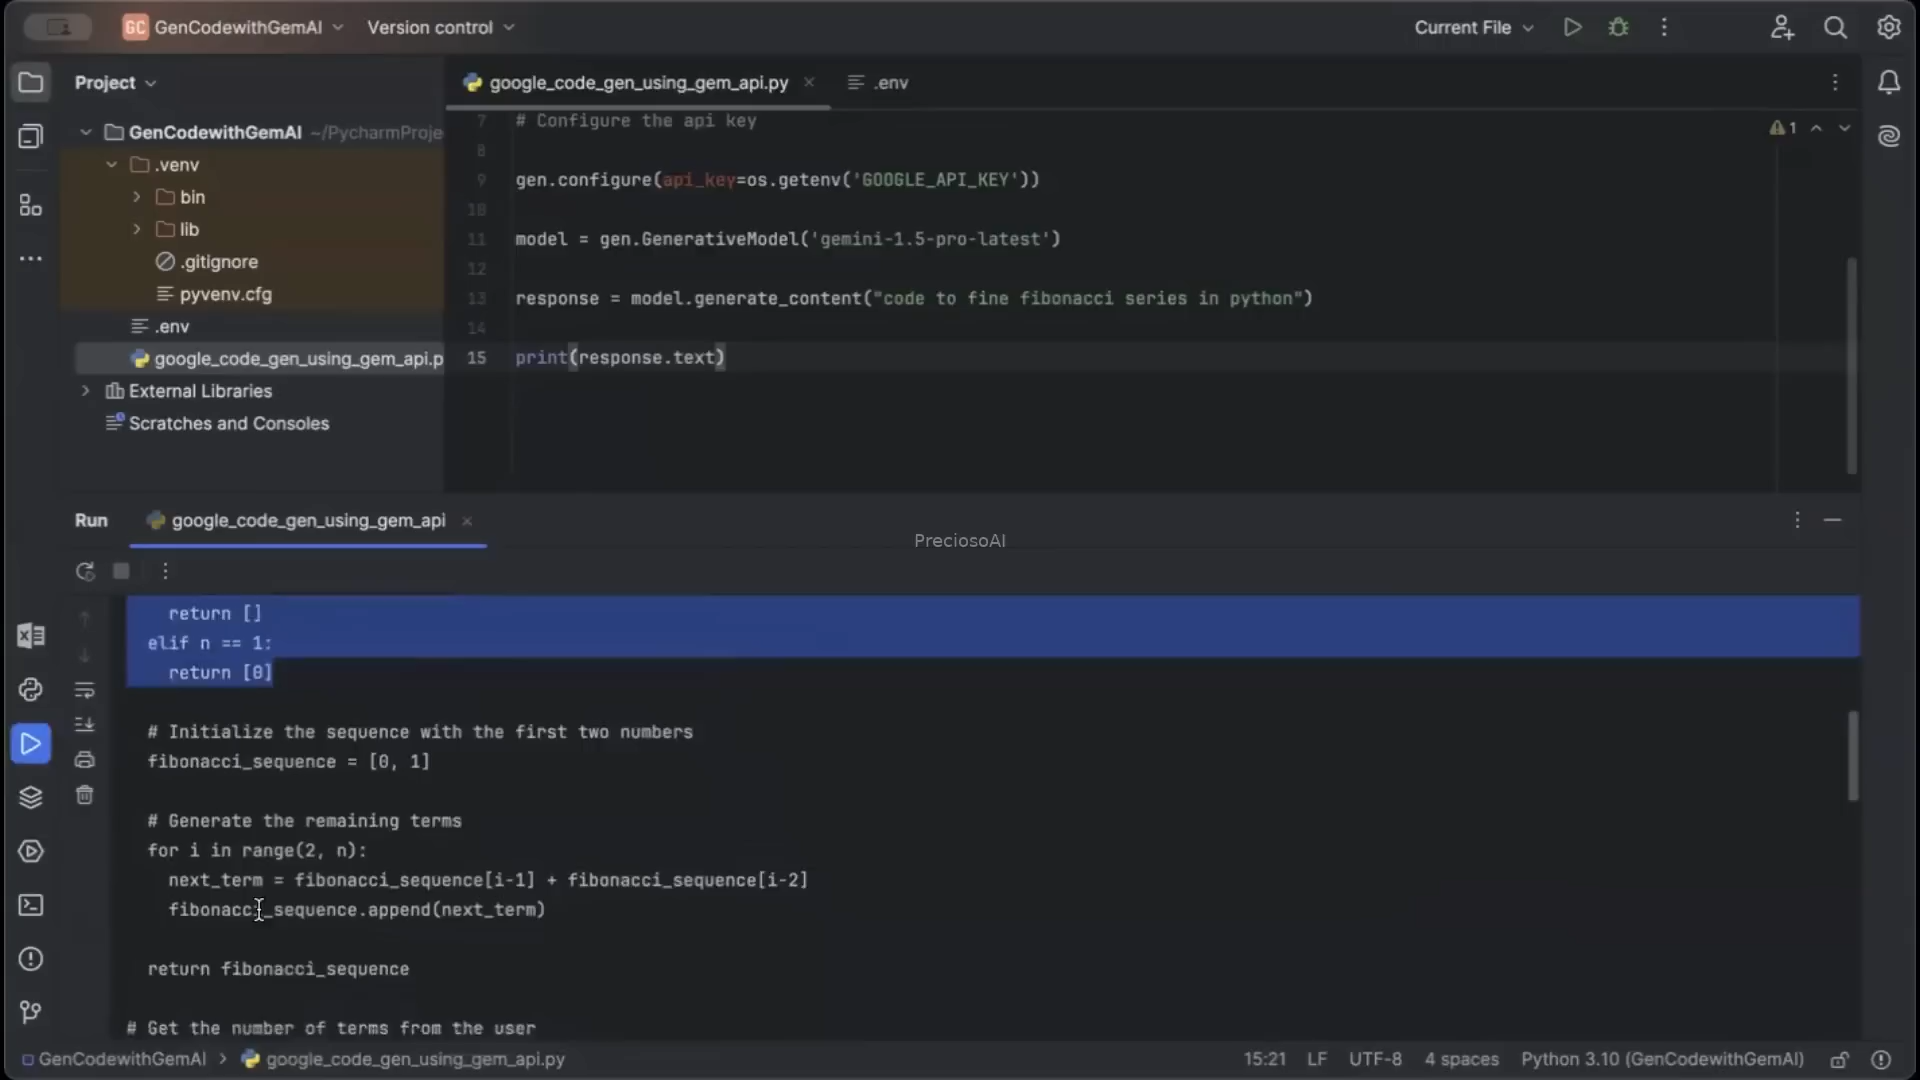 GC GenCodewithGemAI
Version control
Current File
Project
google_code_gen_using_gem_api.py
.env
GenCodewithGemAI ~/PycharmProje
.venv
bin
lib
.gitignore
pyvenv.cfg
.env
google_code_gen_using_gem_api.p
External Libraries
Scratches and Consoles
7 # Configure the api key
8
9 gen.configure(api_key=os.getenv('GOOGLE_API_KEY'))
10
11 model = gen.GenerativeModel('gemini-1.5-pro-latest')
12
13 response = model.generate_content("code to fine fibonacci series in python")
14
15 print(response.text)
1
Run google_code_gen_using_gem_api
PreciosoAI
return []
elif n == 1:
return [0]
# Initialize the sequence with the first two numbers
fibonacci_sequence = [0, 1]
# Generate the remaining terms
for i in range(2, n):
next_term = fibonacci_sequence[i-1] + fibonacci_sequence[i-2]
fibonacci_sequence.append(next_term)
return fibonacci_sequence
# Get the number of terms from the user
GenCodewithGemAI > google_code_gen_using_gem_api.py
15:21 LF UTF-8 4 spaces Python 3.10 (GenCodewithGemAI)